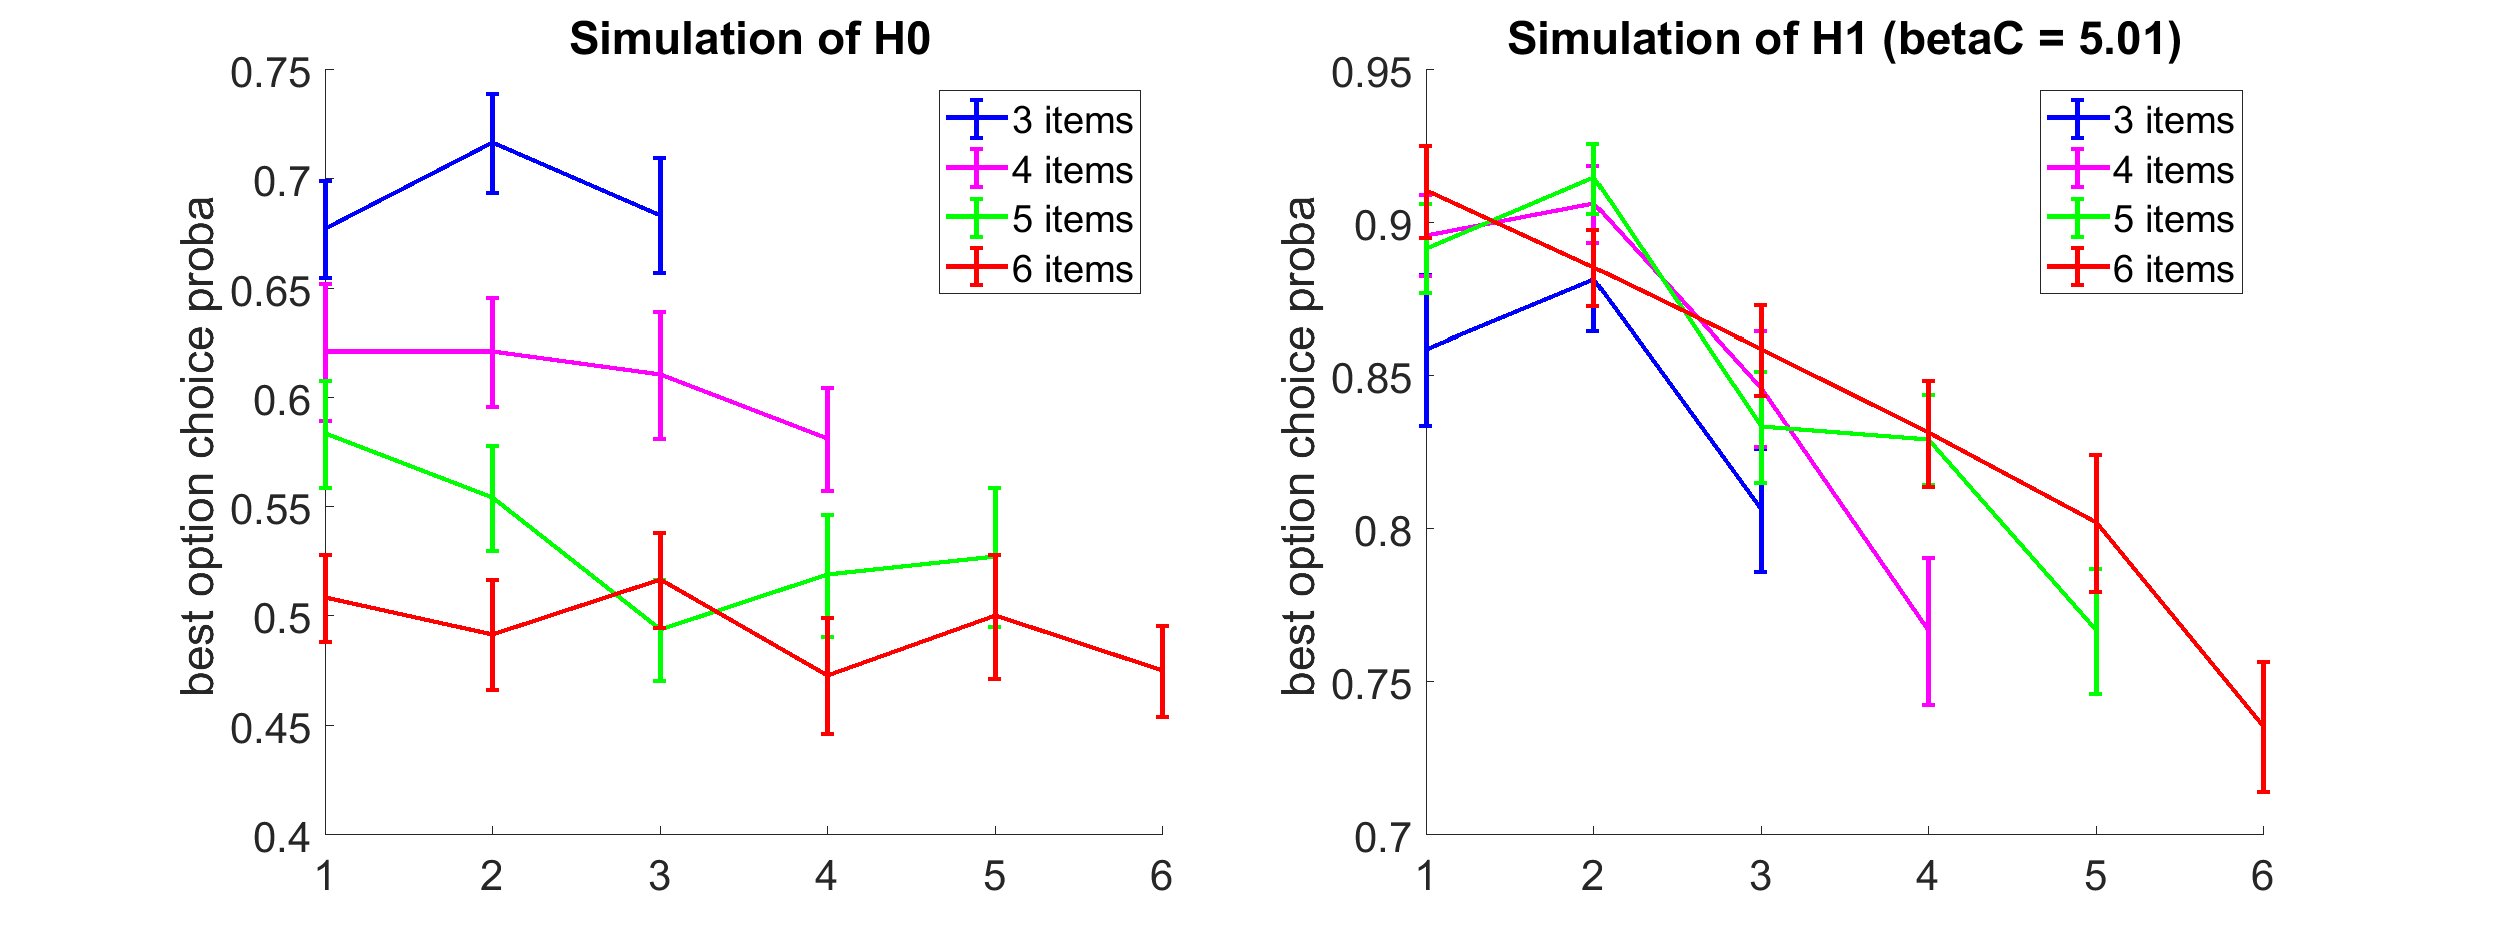 Simulation of H0
best option choice proba
0.75
0.7
0.65
0.6
0.55
0.5
0.45
0.4
1 2 3 4 5 6
3 items
4 items
5 items
6 items
Simulation of H1 (betaC = 5.01)
best option choice proba
0.95
0.9
0.85
0.8
0.75
0.7
1 2 3 4 5 6
3 items
4 items
5 items
6 items